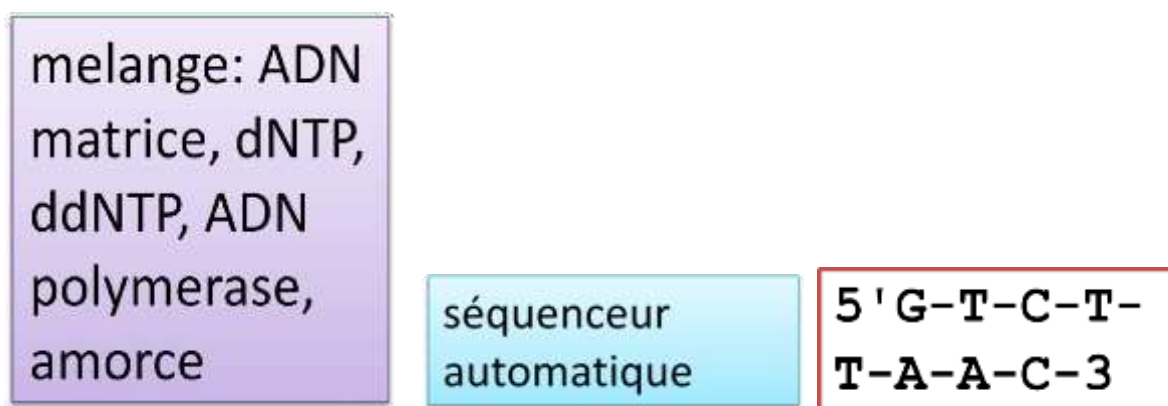 melange: ADN
matrice, dNTP,
ddNTP, ADN
polymerase,
amorce
séquenceur
automatique
5'G-T-C-T-
T-A-A-C-3